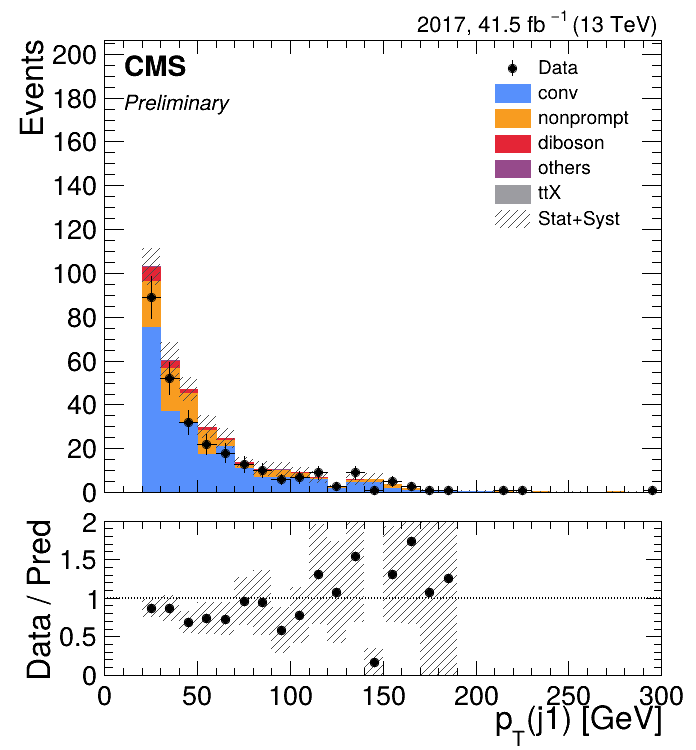 2017, 41.5 fb⁻¹ (13 TeV)
Events
200
180
160
140
120
100
80
60
40
20
0
CMS
Preliminary
Data
conv
nonprompt
diboson
others
ttX
Stat+Syst
Data / Pred
2
1.5
1
0.5
0
0 50 100 150 200 250 300
p_T(j1) [GeV]